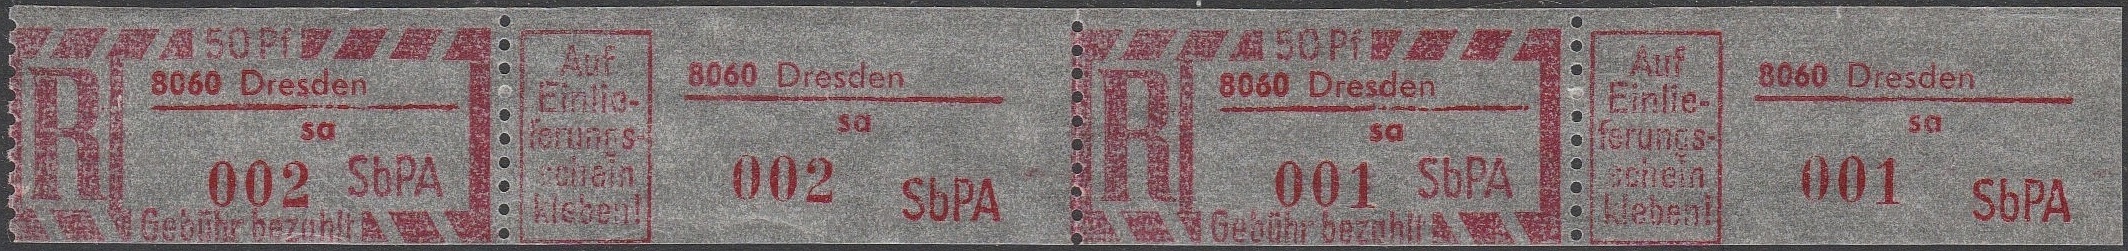 50 Pf
R
8060 Dresden
sa
002 SbPA
Gebühr bezahlt
Auf
Einlie-
ferungs-
schein
kleben!
8060 Dresden
sa
002
SbPA
50 Pf
R
8060 Dresden
sa
001 SbPA
Gebühr bezahlt
Auf
Einlie-
ferungs-
schein
kleben!
8060 Dresden
sa
001
SbPA